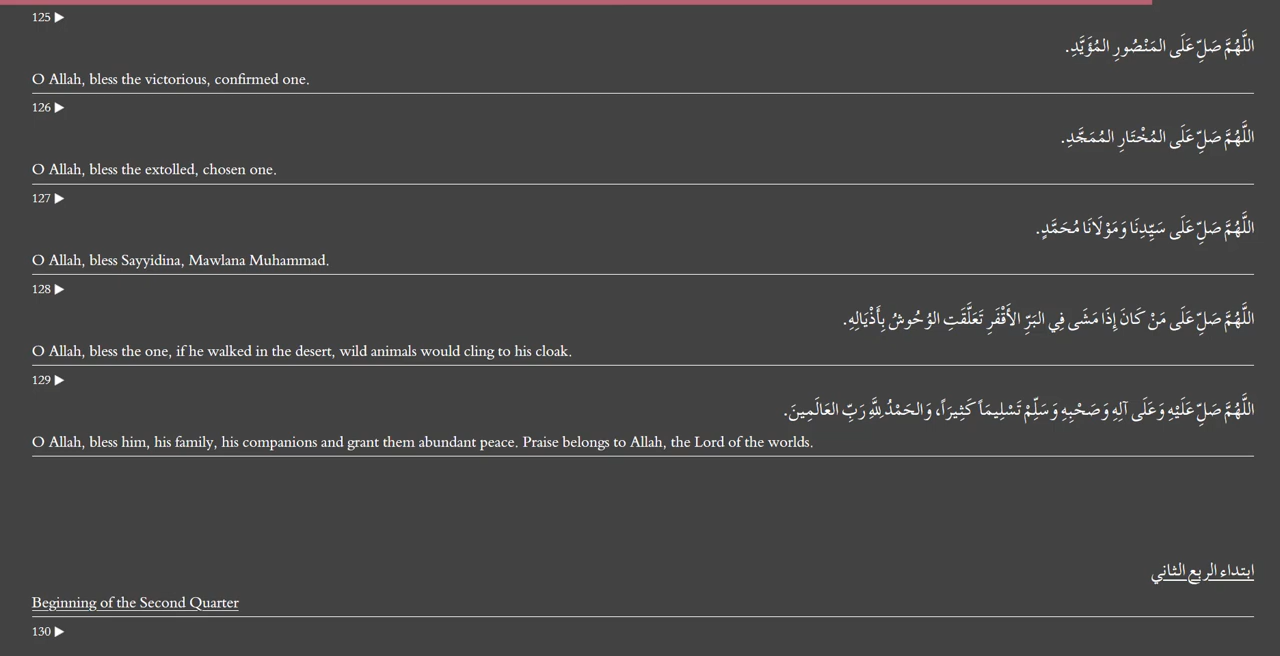 125 ▶
اللَّهُمَّ صَلِّ عَلَى المَنْصُورِ المُؤَيَّدِ.
O Allah, bless the victorious, confirmed one.
126 ▶
اللَّهُمَّ صَلِّ عَلَى المُخْتَارِ المُمَجَّدِ.
O Allah, bless the extolled, chosen one.
127 ▶
اللَّهُمَّ صَلِّ عَلَى سَيِّدِنَا وَمَوْلَانَا مُحَمَّدٍ.
O Allah, bless Sayyidina, Mawlana Muhammad.
128 ▶
اللَّهُمَّ صَلِّ عَلَى مَنْ كَانَ إِذَا مَشَى فِي البَرِّ الأَقْفَرِ تَعَلَّقَتِ الوُحُوشُ بِأَذْيَالِهِ.
O Allah, bless the one, if he walked in the desert, wild animals would cling to his cloak.
129 ▶
اللَّهُمَّ صَلِّ عَلَيْهِ وَعَلَى آلِهِ وَصَحْبِهِ وَسَلِّمْ تَسْلِيمَاً كَثِيرَاً، وَالحَمْدُ لِلَّهِ رَبِّ العَالَمِينَ.
O Allah, bless him, his family, his companions and grant them abundant peace. Praise belongs to Allah, the Lord of the worlds.
ابتداء الربع الثاني
Beginning of the Second Quarter
130 ▶